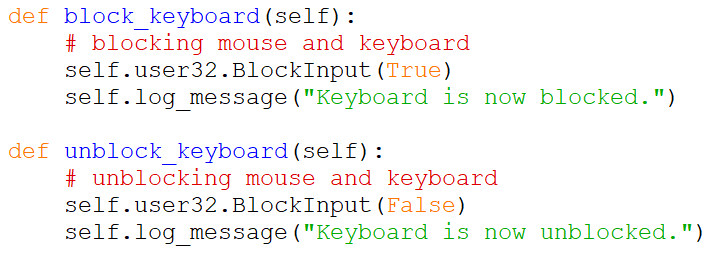 def block_keyboard(self):
    # blocking mouse and keyboard
    self.user32.BlockInput(True)
    self.log_message("Keyboard is now blocked.")

def unblock_keyboard(self):
    # unblocking mouse and keyboard
    self.user32.BlockInput(False)
    self.log_message("Keyboard is now unblocked.")